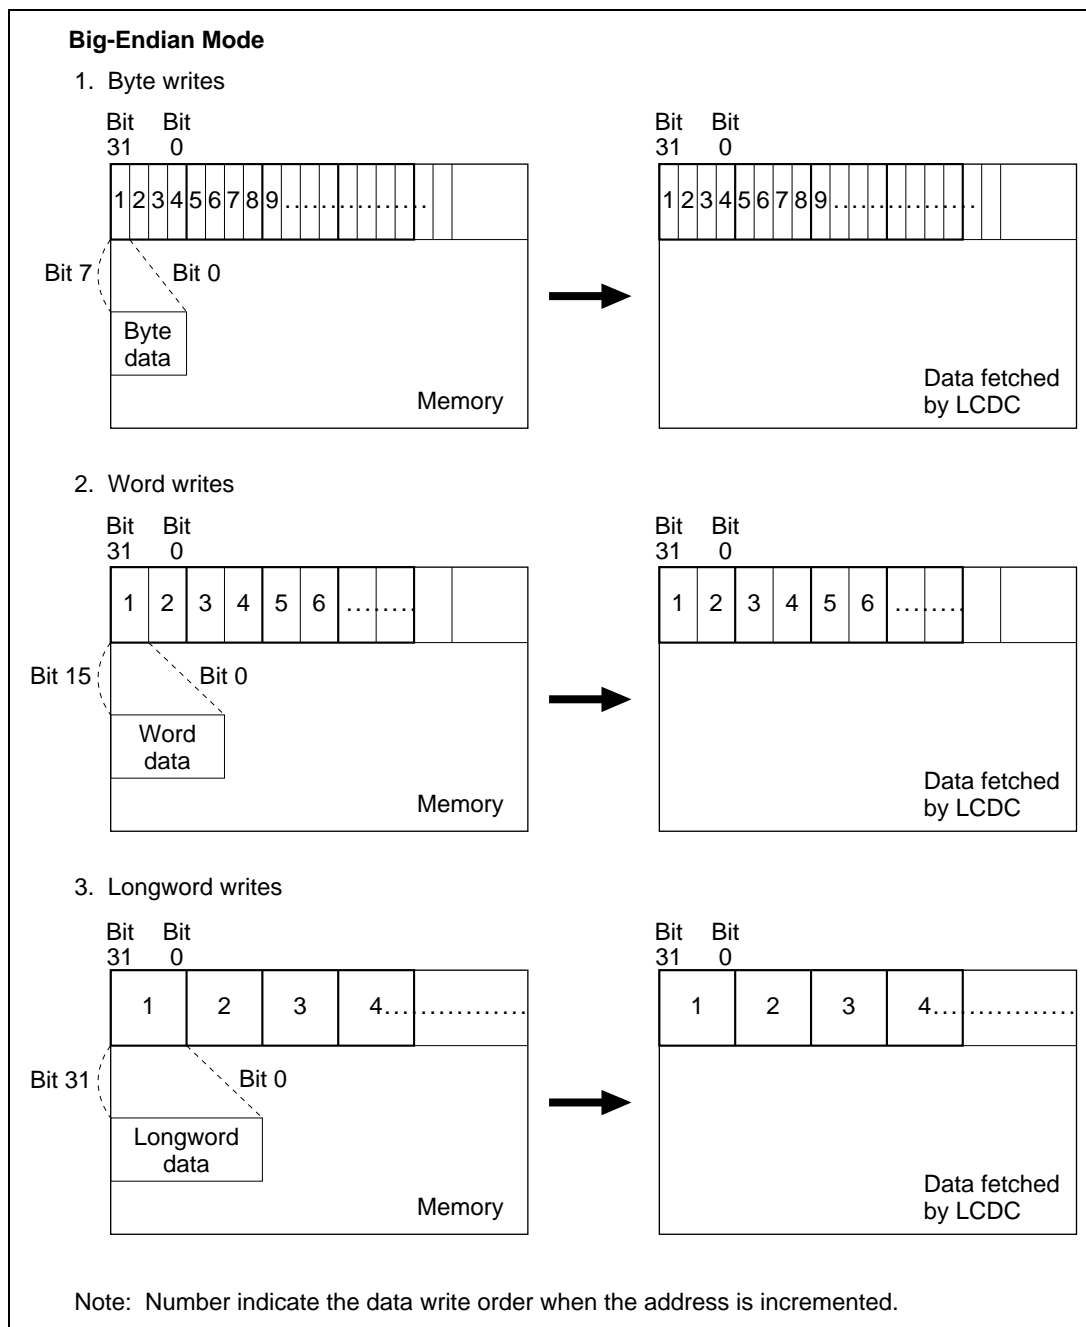 Big-Endian Mode
1. Byte writes
Bit Bit
31 0
1 2 3 4 5 6 7 8 9 ...................
Bit 7 Bit 0
Byte
data
Memory
Bit Bit
31 0
1 2 3 4 5 6 7 8 9 ...................
Data fetched
by LCDC
2. Word writes
Bit Bit
31 0
1 2 3 4 5 6 .........
Bit 15 Bit 0
Word
data
Memory
Bit Bit
31 0
1 2 3 4 5 6 .........
Data fetched
by LCDC
3. Longword writes
Bit Bit
31 0
1 2 3 4...................
Bit 31 Bit 0
Longword
data
Memory
Bit Bit
31 0
1 2 3 4...................
Data fetched
by LCDC
Note: Number indicate the data write order when the address is incremented.